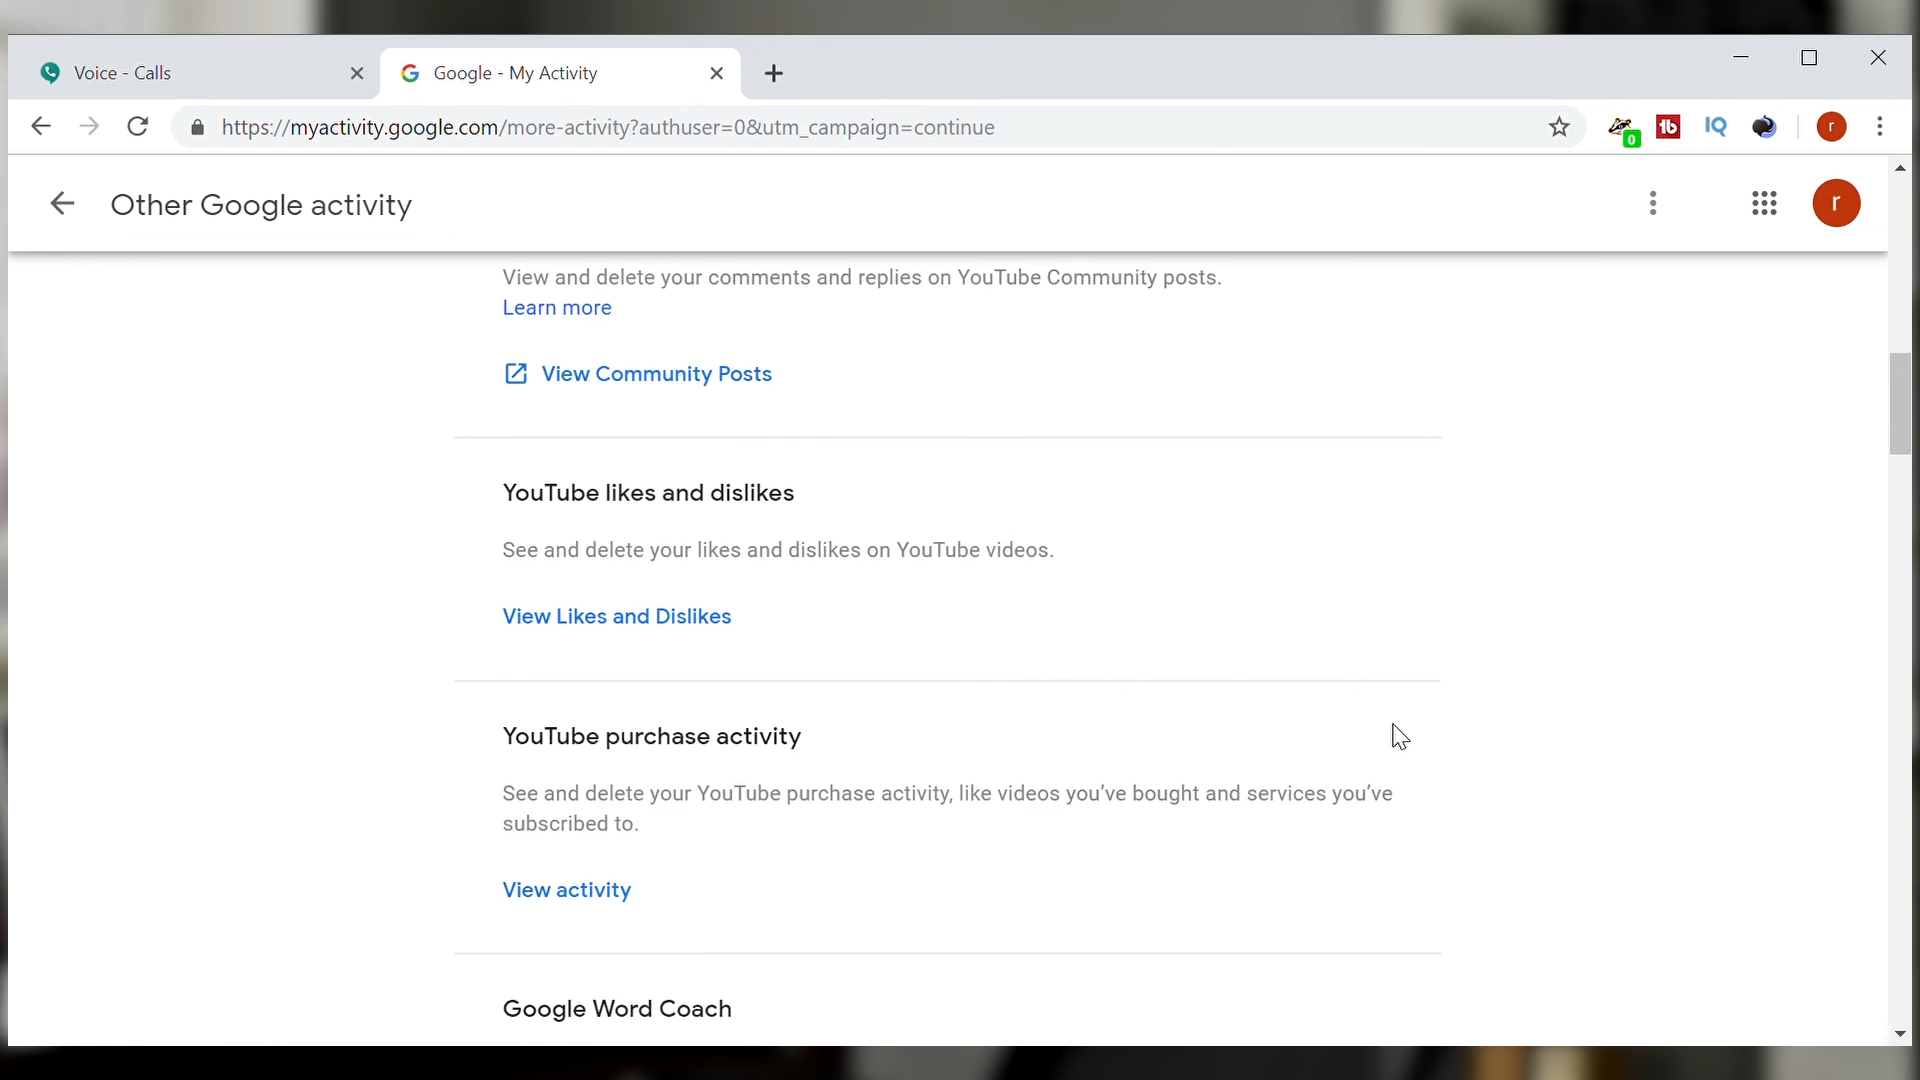 Voice - Calls
Google - My Activity
https://myactivity.google.com/more-activity?authuser=0&utm_campaign=continue
0
tb
IQ
r
Other Google activity
r
View and delete your comments and replies on YouTube Community posts.
Learn more
View Community Posts
YouTube likes and dislikes
See and delete your likes and dislikes on YouTube videos.
View Likes and Dislikes
YouTube purchase activity
See and delete your YouTube purchase activity, like videos you’ve bought and services you’ve
subscribed to.
View activity
Google Word Coach